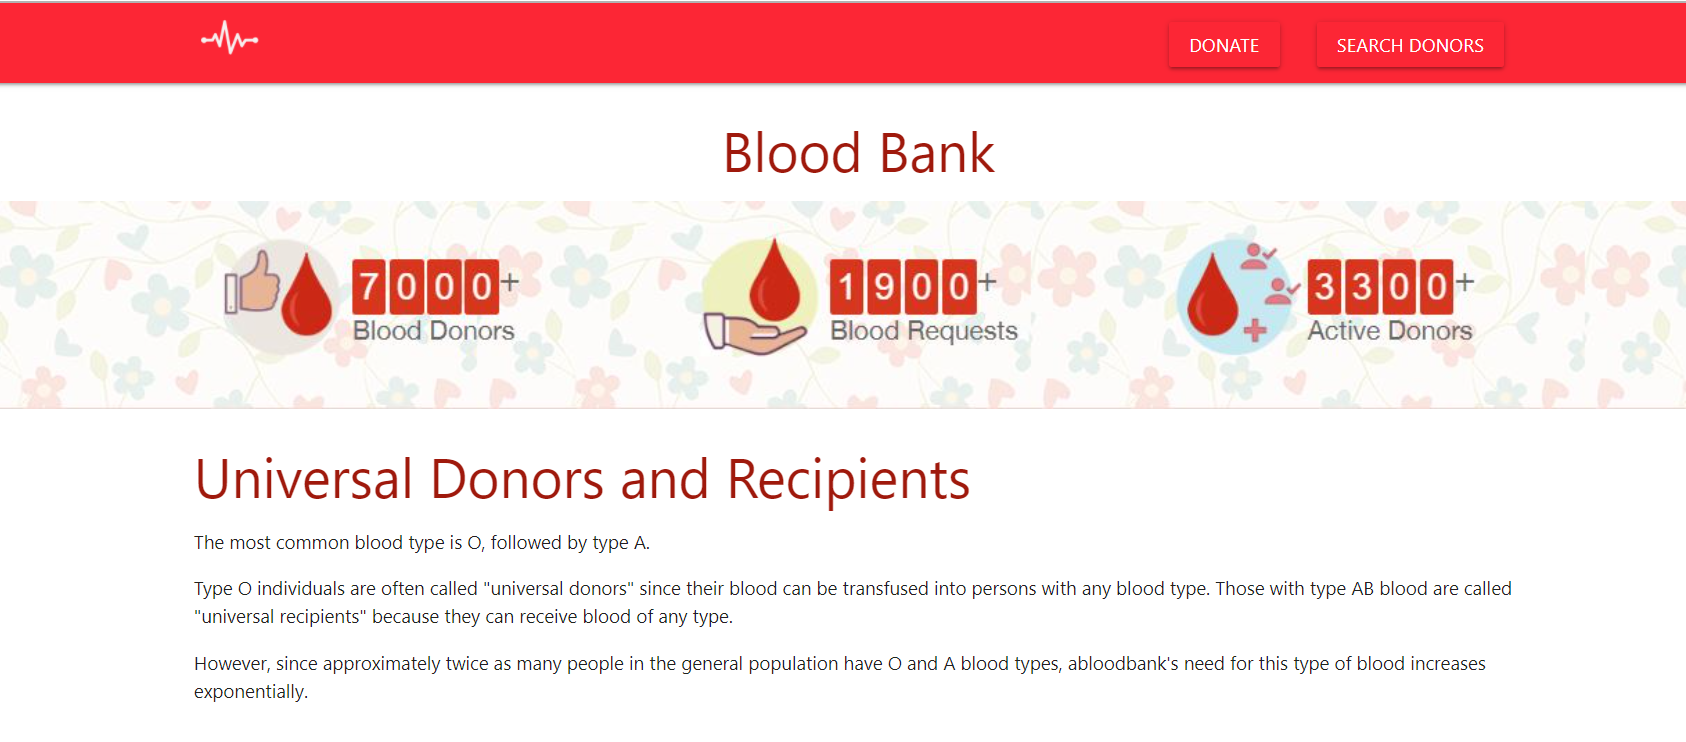 DONATE
SEARCH DONORS
Blood Bank
7000+
Blood Donors
1900+
Blood Requests
3300+
Active Donors
Universal Donors and Recipients
The most common blood type is O, followed by type A.
Type O individuals are often called "universal donors" since their blood can be transfused into persons with any blood type. Those with type AB blood are called
"universal recipients" because they can receive blood of any type.
However, since approximately twice as many people in the general population have O and A blood types, abloodbank's need for this type of blood increases
exponentially.